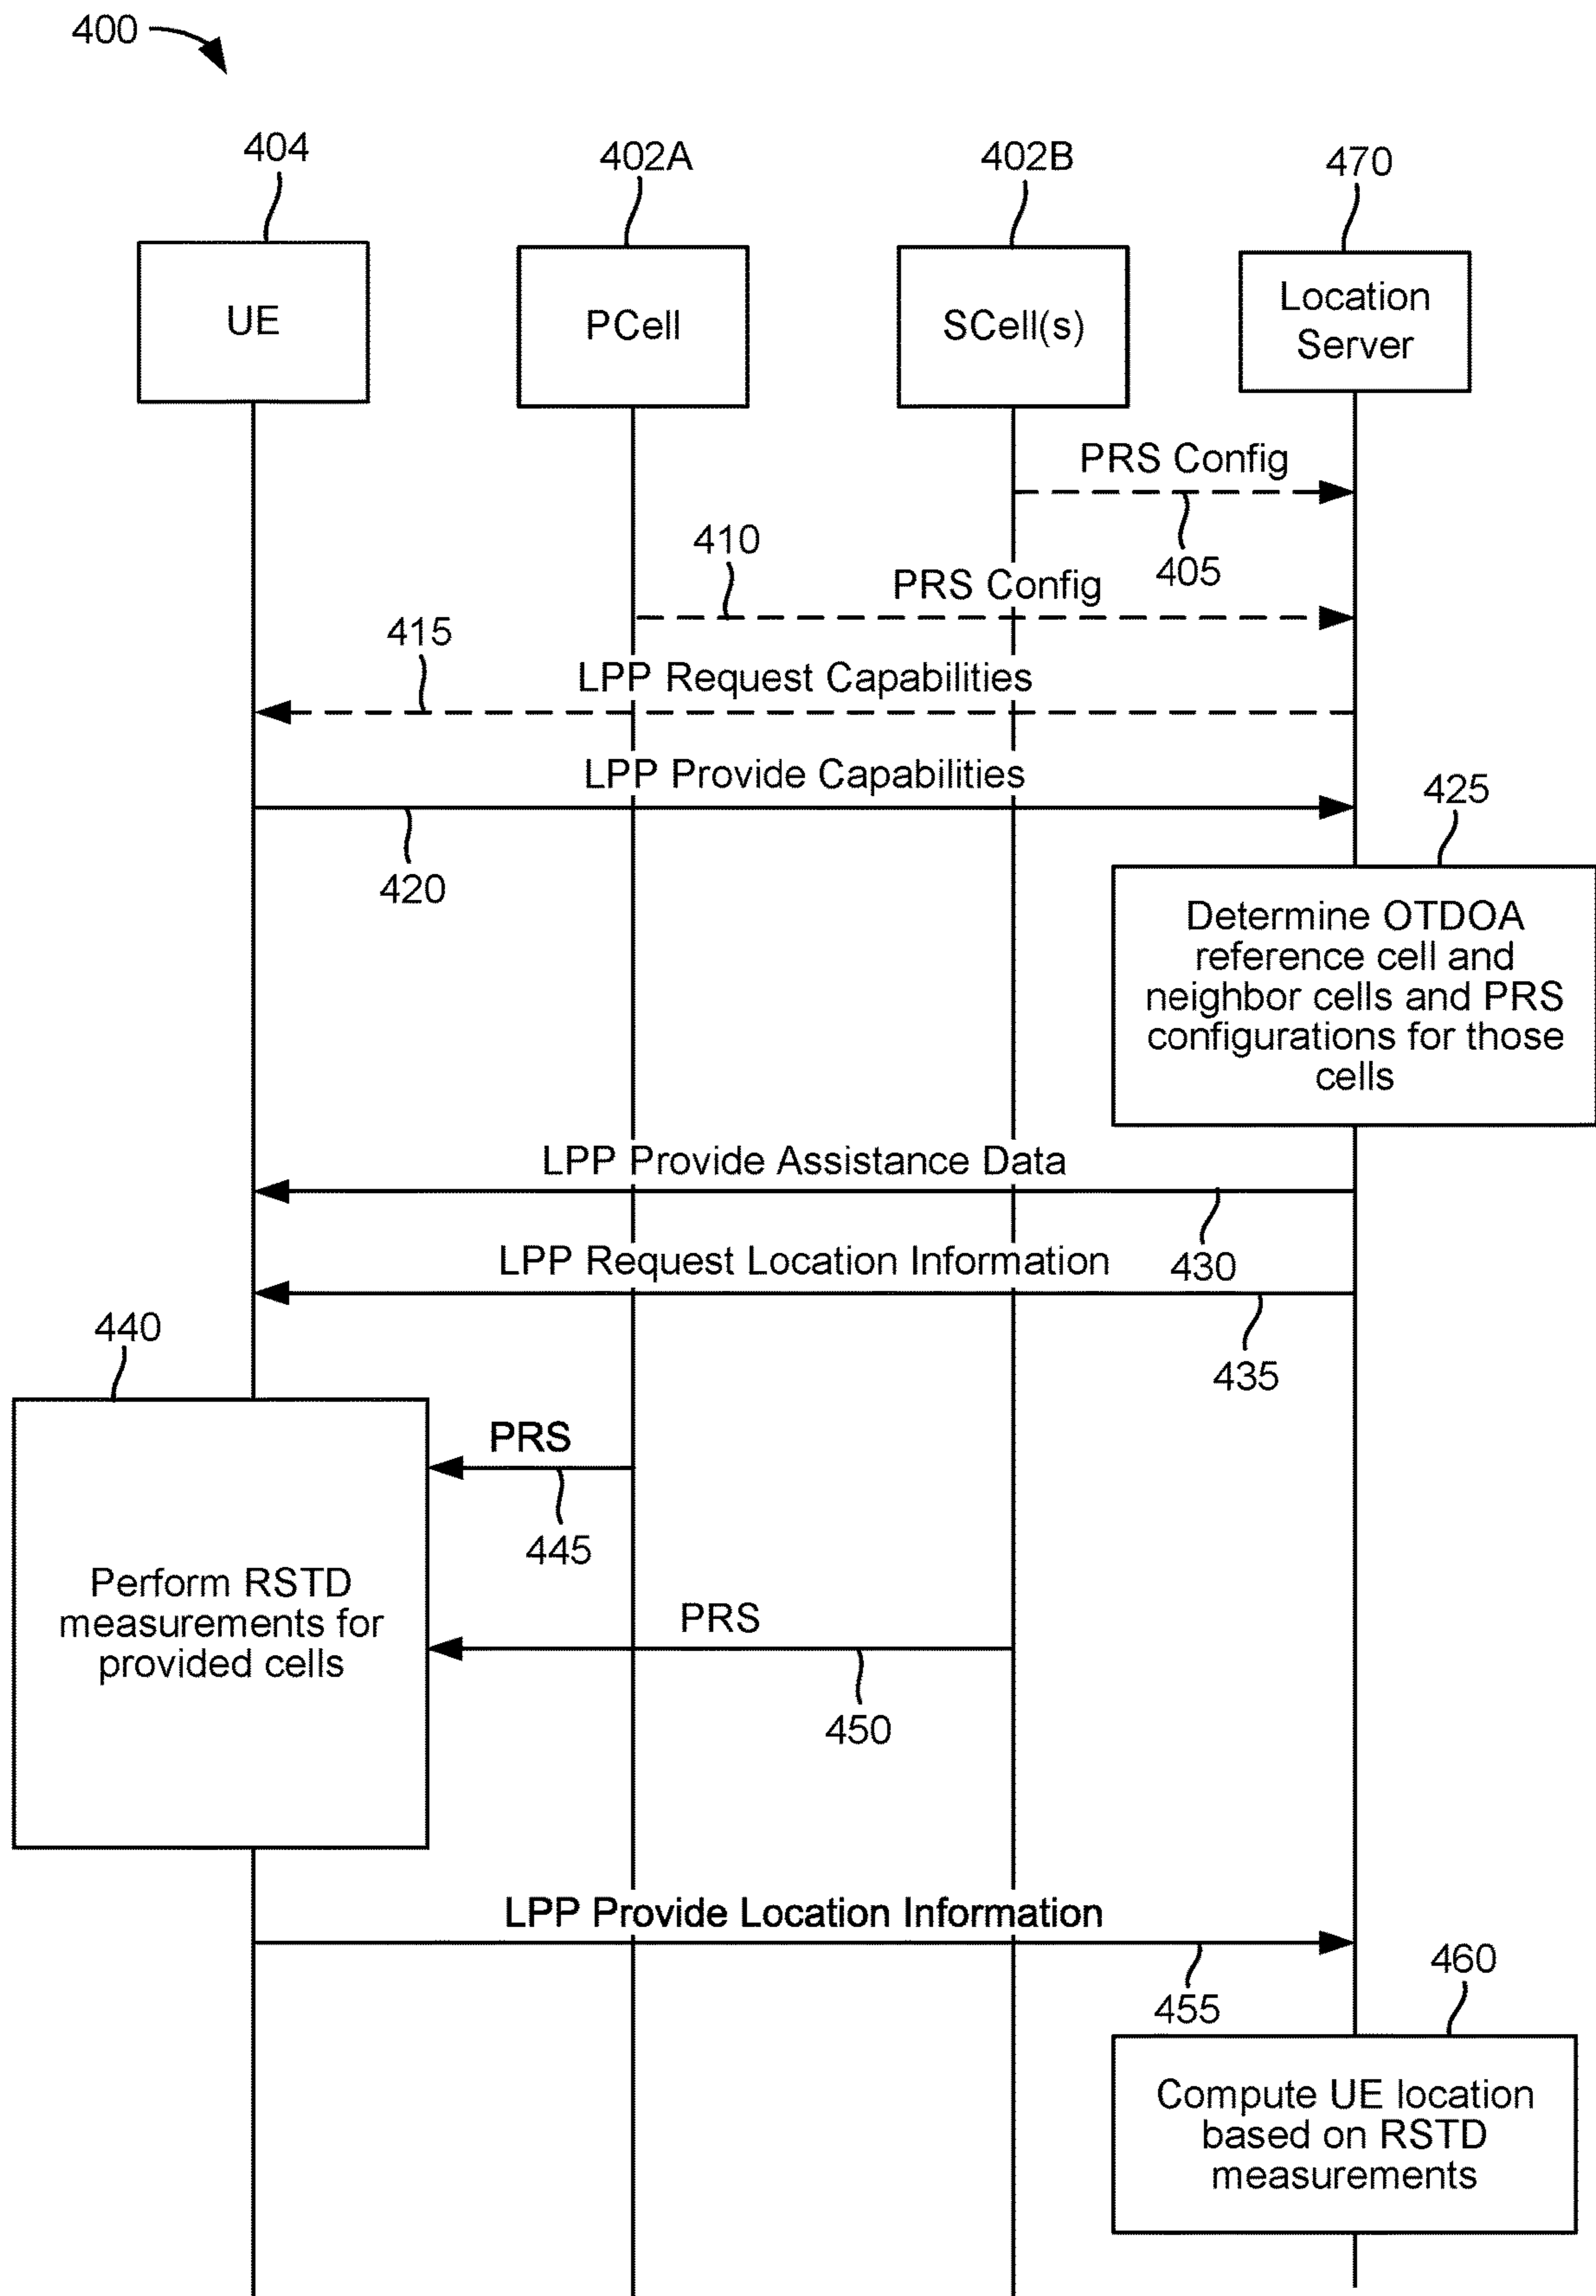 400
404
402A
402B
470
UE
PCell
SCell(s)
Location
Server
PRS Config
405
410
PRS Config
415
LPP Request Capabilities
LPP Provide Capabilities
420
425
Determine OTDOA
reference cell and
neighbor cells and PRS
configurations for those
cells
LPP Provide Assistance Data
430
LPP Request Location Information
435
440
PRS
445
Perform RSTD
measurements for
provided cells
PRS
450
LPP Provide Location Information
455
460
Compute UE location
based on RSTD
measurements